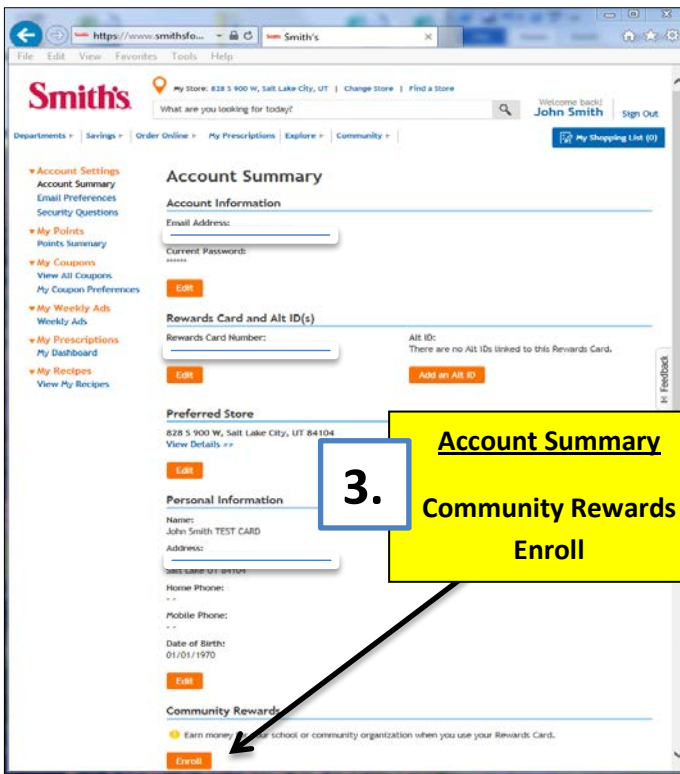 https://www.smithsfo...
Smith's
File Edit View Favorites Tools Help
Smith's
My Store: 828 S 900 W, Salt Lake City, UT | Change Store | Find a Store
What are you looking for today?
Welcome back!
John Smith
Sign Out
Departments
Savings
Order Online
My Prescriptions
Explore
Community
My Shopping List (0)
Account Settings
Account Summary
Email Preferences
Security Questions
My Points
Points Summary
My Coupons
View All Coupons
My Coupon Preferences
My Weekly Ads
Weekly Ads
My Prescriptions
My Dashboard
My Recipes
View My Recipes
Account Summary
Account Information
Email Address:
Current Password:
******
Edit
Rewards Card and Alt ID(s)
Rewards Card Number:
Edit
Alt ID:
There are no Alt IDs linked to this Rewards Card.
Add an Alt ID
Feedback
Preferred Store
828 S 900 W, Salt Lake City, UT 84104
View Details >>
Edit
3.
Account Summary
Community Rewards
Enroll
Personal Information
Name:
John Smith TEST CARD
Address:
Salt Lake UT 84104
Home Phone:
- -
Mobile Phone:
- -
Date of Birth:
01/01/1970
Edit
Community Rewards
Earn money school or community organization when you use your Rewards Card.
Enroll